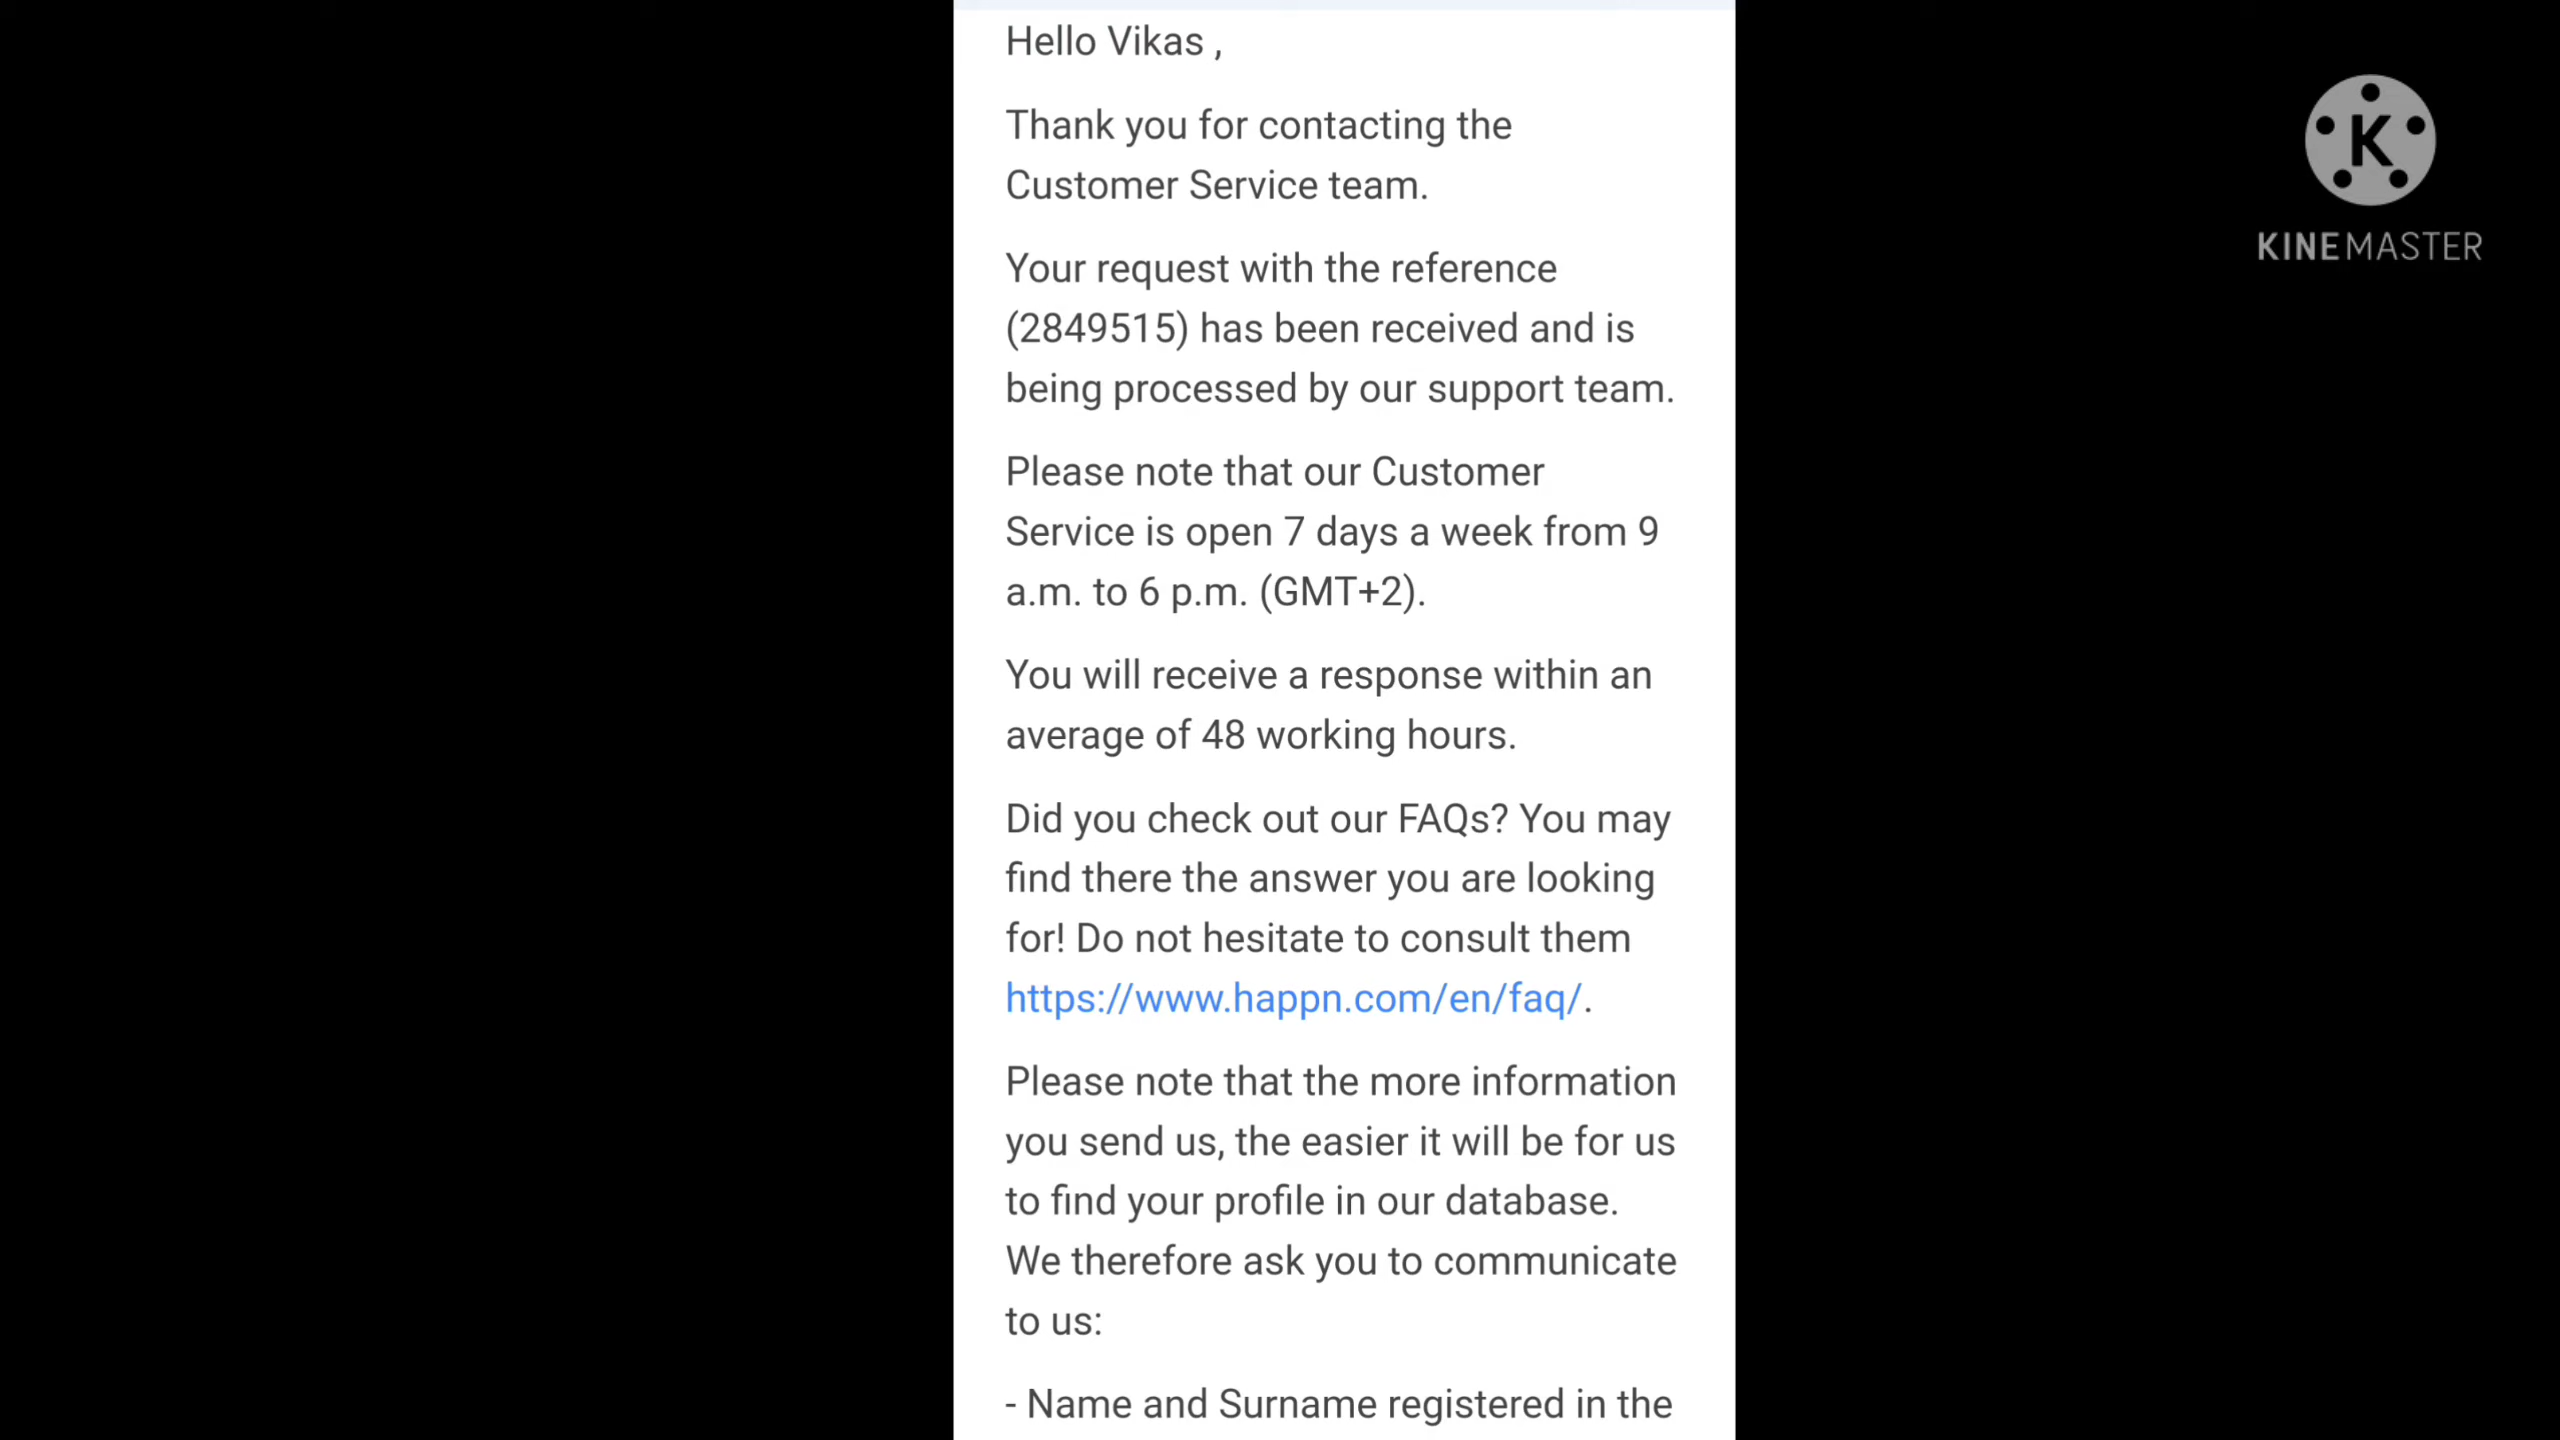 Hello Vikas ,
Thank you for contacting the
Customer Service team.
Your request with the reference
(2849515) has been received and is
being processed by our support team.
Please note that our Customer
Service is open 7 days a week from 9
a.m. to 6 p.m. (GMT+2).
You will receive a response within an
average of 48 working hours.
Did you check out our FAQs? You may
find there the answer you are looking
for! Do not hesitate to consult them
https://www.happn.com/en/faq/.
Please note that the more information
you send us, the easier it will be for us
to find your profile in our database.
We therefore ask you to communicate
to us:
- Name and Surname registered in the
K
KINEMASTER